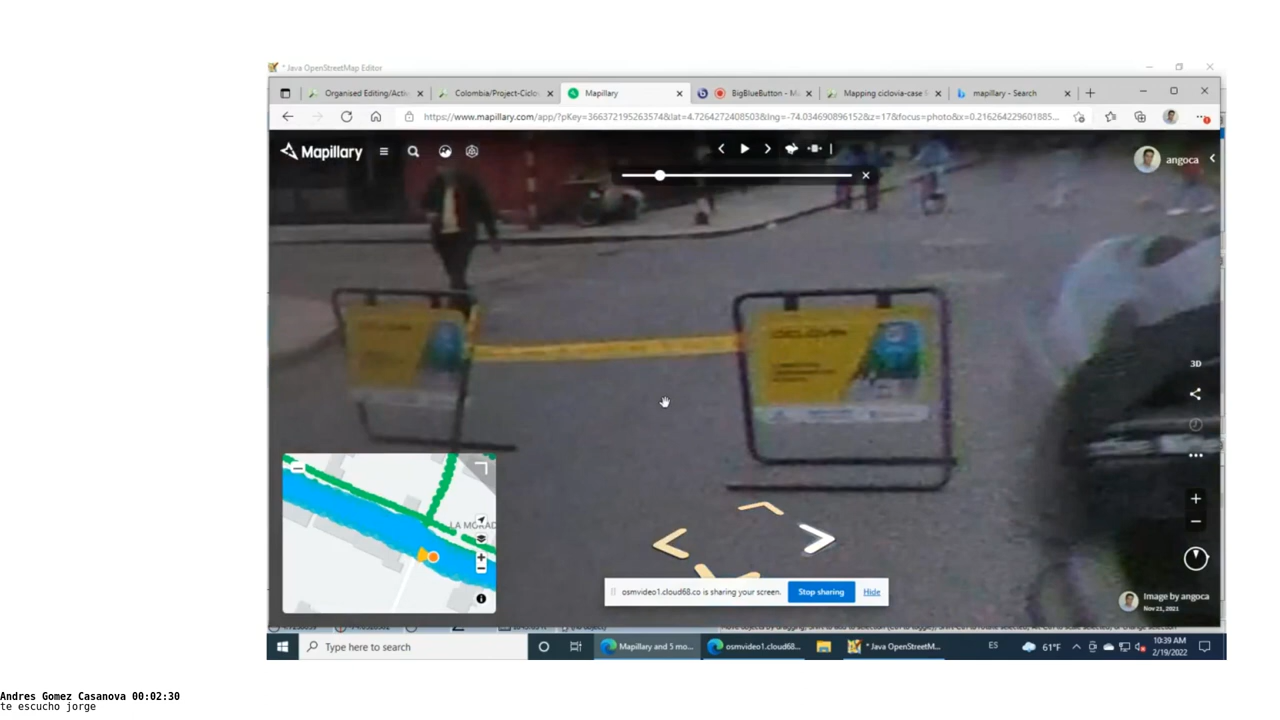 * Java OpenStreetMap Editor
Organised Editing/Activ
Colombia/Project-Ciclo
Mapillary
BigBlueButton - M
Mapping ciclovia-case
mapillary - Search
https://www.mapillary.com/app/?pKey=366372195263574&lat=4.7264272408503&lng=-74.034690896152&z=17&focus=photo&x=0.216264229601885...
Mapillary
angoca
3D
LA MORAD
osmvideo1.cloud68.co is sharing your screen.
Stop sharing
Hide
Image by angoca
Nov 21, 2021
Type here to search
Mapillary and 5 mo...
osmvideo1.cloud68...
* Java OpenStreetM...
ES
61°F
10:39 AM
2/19/2022
Andres Gomez Casanova 00:02:30
te escucho jorge